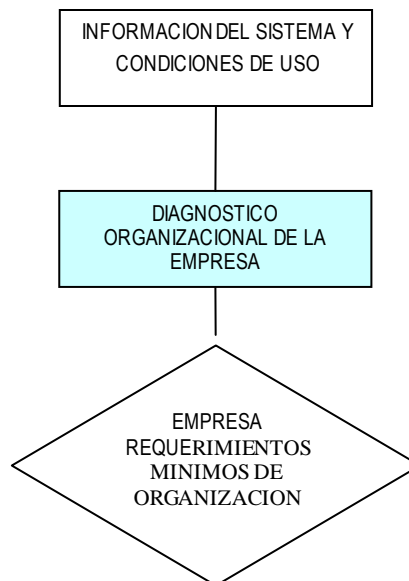 INFORMACION DEL SISTEMA Y
CONDICIONES DE USO
DIAGNOSTICO
ORGANIZACIONAL DE LA
EMPRESA
EMPRESA
REQUERIMIENTOS
MINIMOS DE
ORGANIZACION